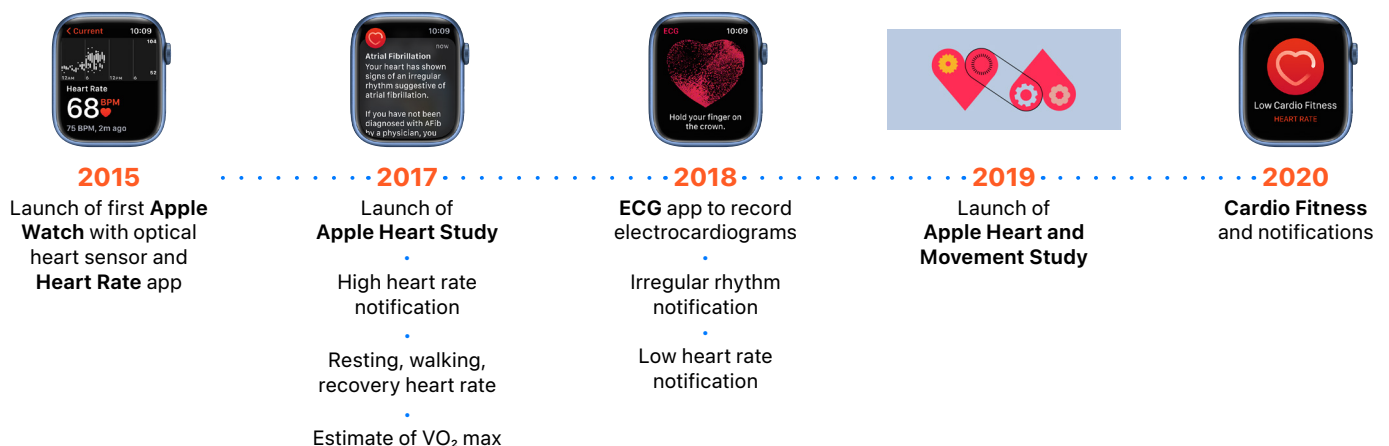 Current 10:09
104
52
12AM 6 12PM 6
Heart Rate
68 BPM
75 BPM, 2m ago
10:09
now
Atrial Fibrillation
Your heart has shown
signs of an irregular
rhythm suggestive of
atrial fibrillation.
If you have not been
diagnosed with AFib
by a physician, you
ECG 10:09
Hold your finger on
the crown.
Low Cardio Fitness
HEART RATE
2015
Launch of first Apple
Watch with optical
heart sensor and
Heart Rate app
2017
Launch of
Apple Heart Study
High heart rate
notification
Resting, walking,
recovery heart rate
Estimate of VO₂ max
2018
ECG app to record
electrocardiograms
Irregular rhythm
notification
Low heart rate
notification
2019
Launch of
Apple Heart and
Movement Study
2020
Cardio Fitness
and notifications